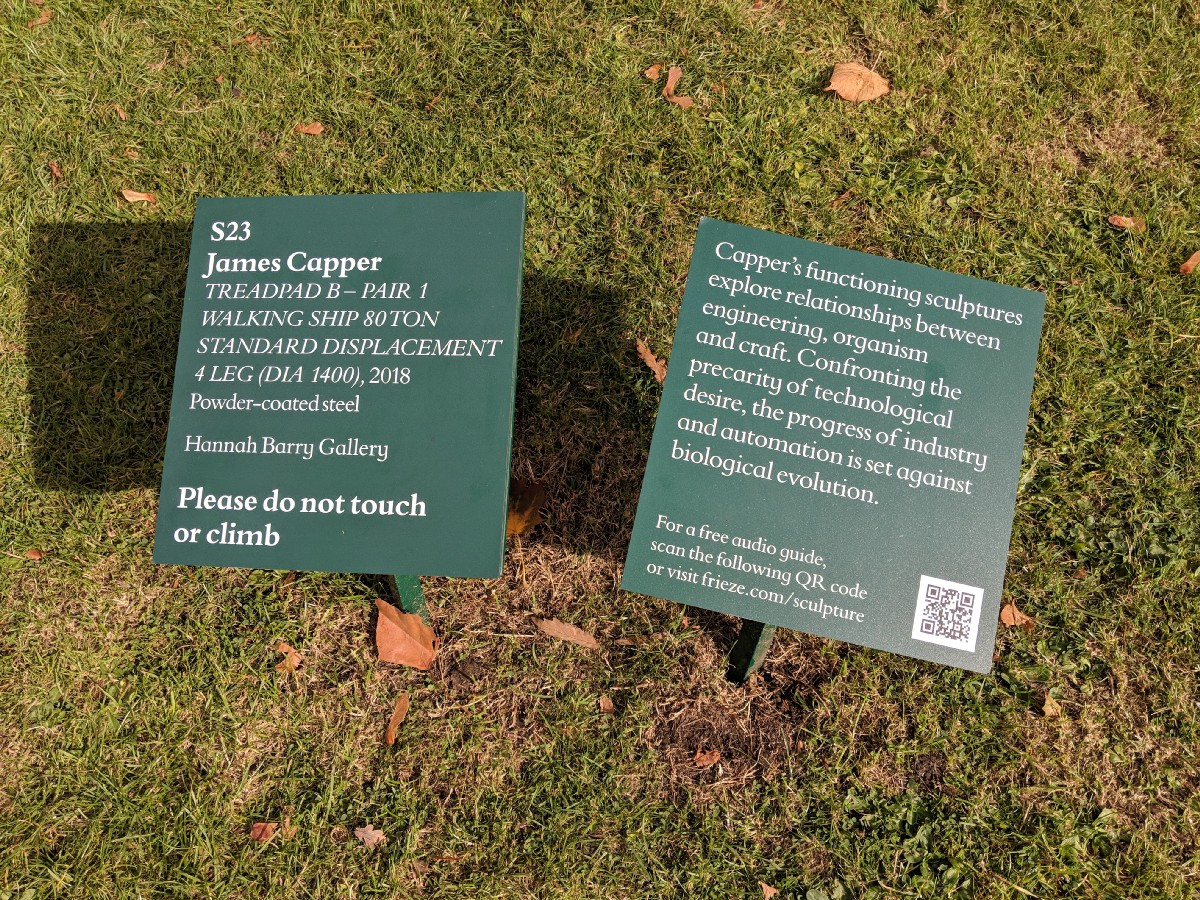 S23
James Capper
TREADPAD B – PAIR 1
WALKING SHIP 80 TON
STANDARD DISPLACEMENT
4 LEG (DIA 1400), 2018
Powder-coated steel
Hannah Barry Gallery
Please do not touch
or climb
Capper's functioning sculptures
explore relationships between
engineering, organism
and craft. Confronting the
precarity of technological
desire, the progress of industry
and automation is set against
biological evolution.
For a free audio guide,
scan the following QR code
or visit frieze.com/sculpture